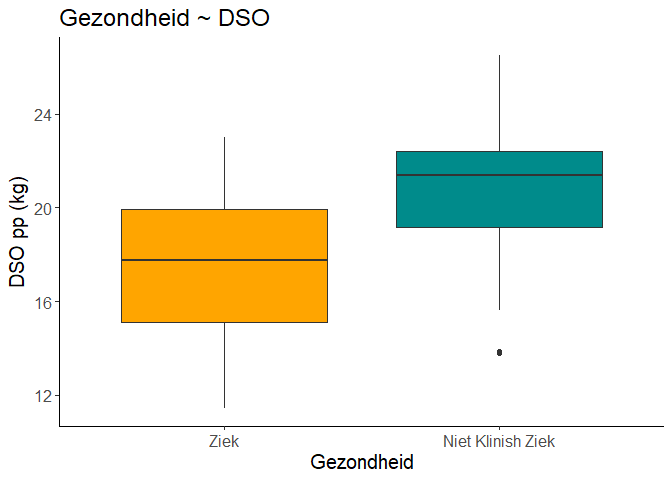 Gezondheid ~ DSO
DSO pp (kg)
24
20
16
12
Ziek
Niet Klinish Ziek
Gezondheid